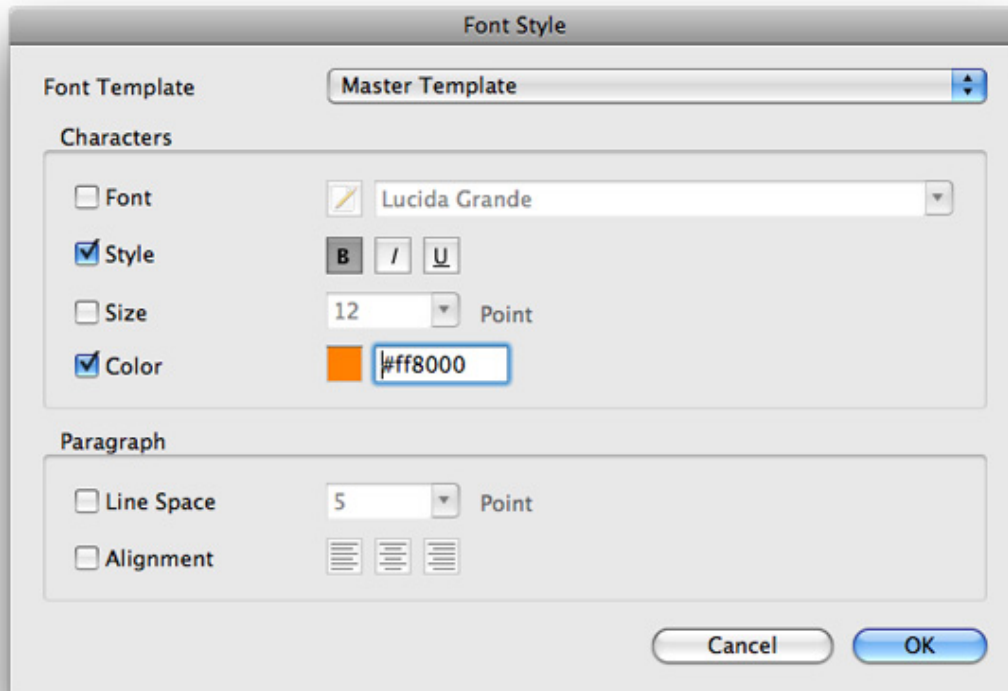 Font Style
Font Template Master Template
Characters
Font Lucida Grande
Style B I U
Size 12 Point
Color #ff8000
Paragraph
Line Space 5 Point
Alignment
Cancel OK